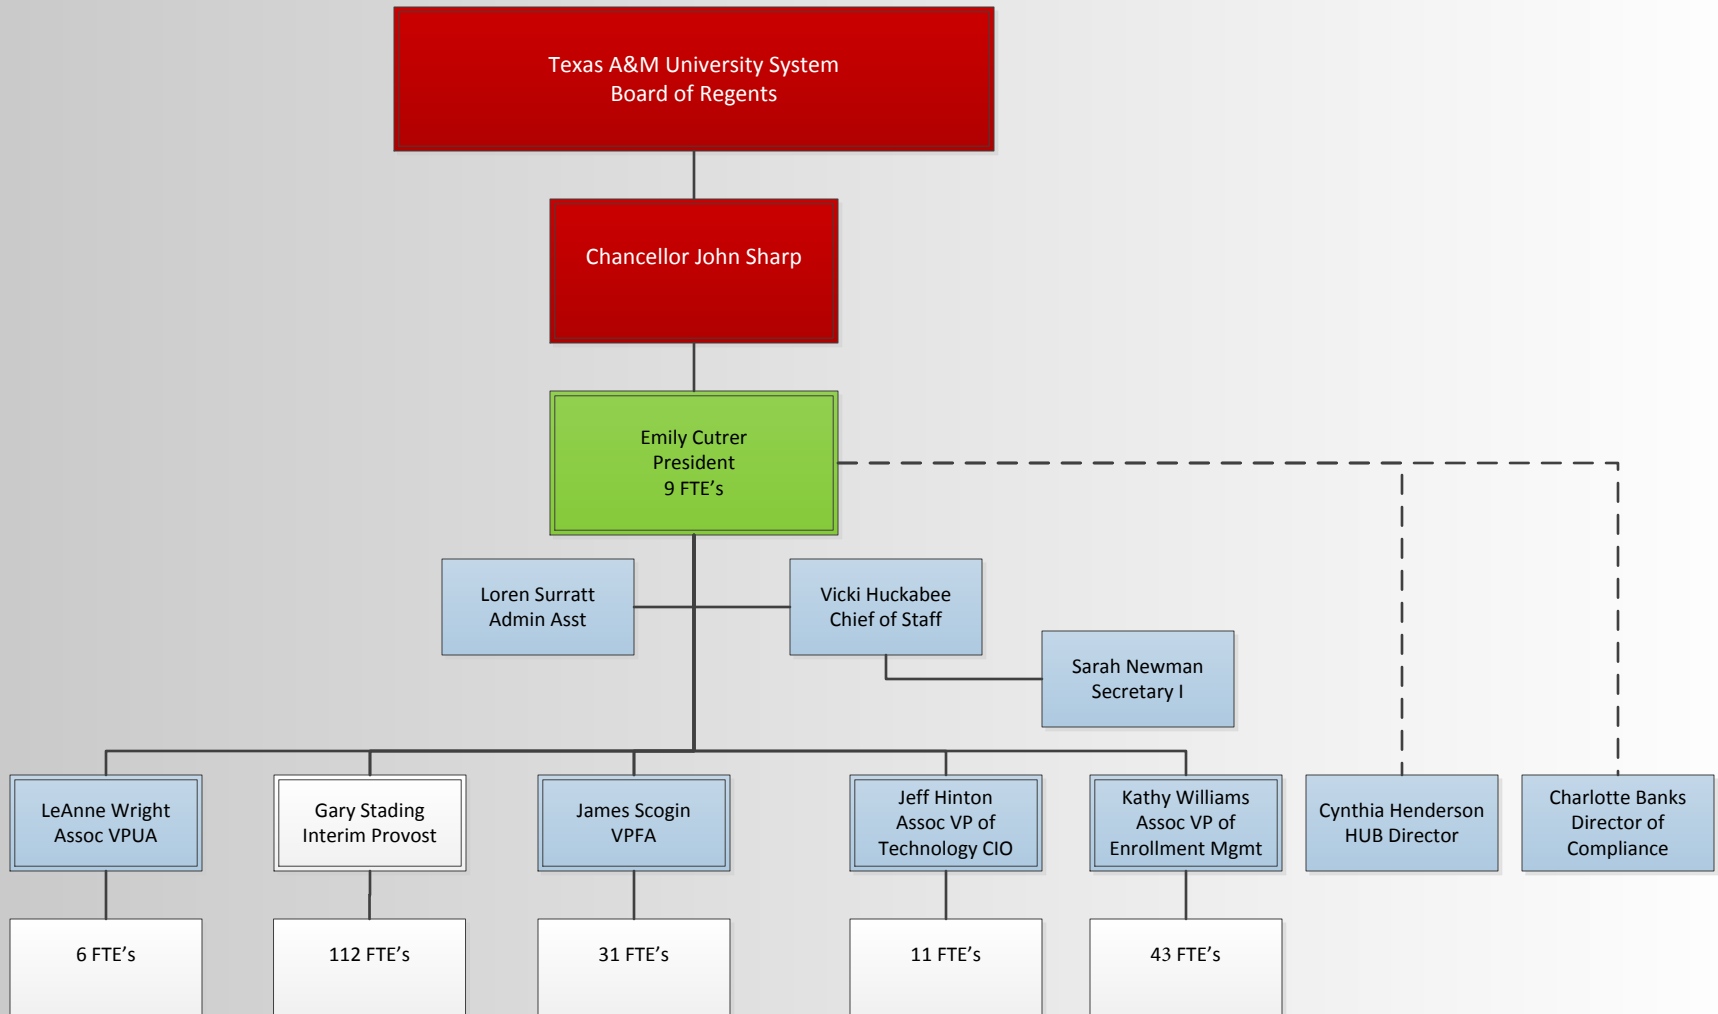 Texas A&M University System
Board of Regents
Chancellor John Sharp
Emily Cutrer
President
9 FTE’s
Loren Surratt
Admin Asst
Vicki Huckabee
Chief of Staff
Sarah Newman
Secretary I
LeAnne Wright
Assoc VPUA
Gary Stading
Interim Provost
James Scogin
VPFA
Jeff Hinton
Assoc VP of
Technology CIO
Kathy Williams
Assoc VP of
Enrollment Mgmt
Cynthia Henderson
HUB Director
Charlotte Banks
Director of
Compliance
6 FTE’s
112 FTE’s
31 FTE’s
11 FTE’s
43 FTE’s